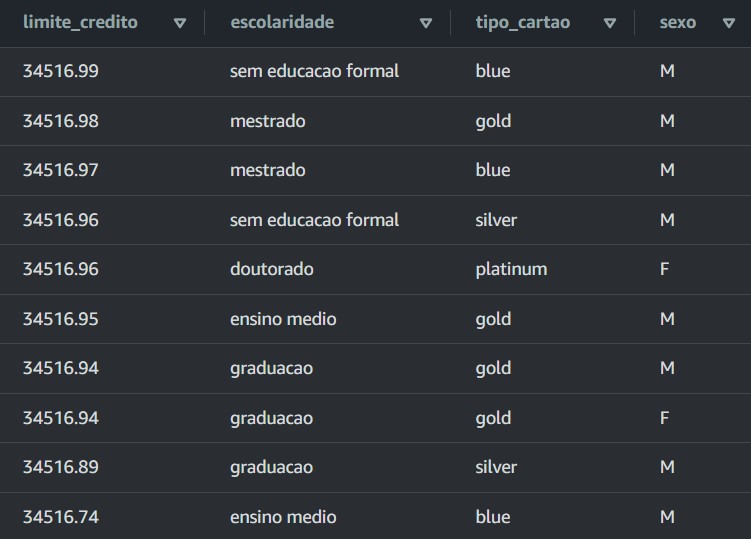 limite_credito escolaridade tipo_cartao sexo
34516.99 sem educacao formal blue M
34516.98 mestrado gold M
34516.97 mestrado blue M
34516.96 sem educacao formal silver M
34516.96 doutorado platinum F
34516.95 ensino medio gold M
34516.94 graduacao gold M
34516.94 graduacao gold F
34516.89 graduacao silver M
34516.74 ensino medio blue M